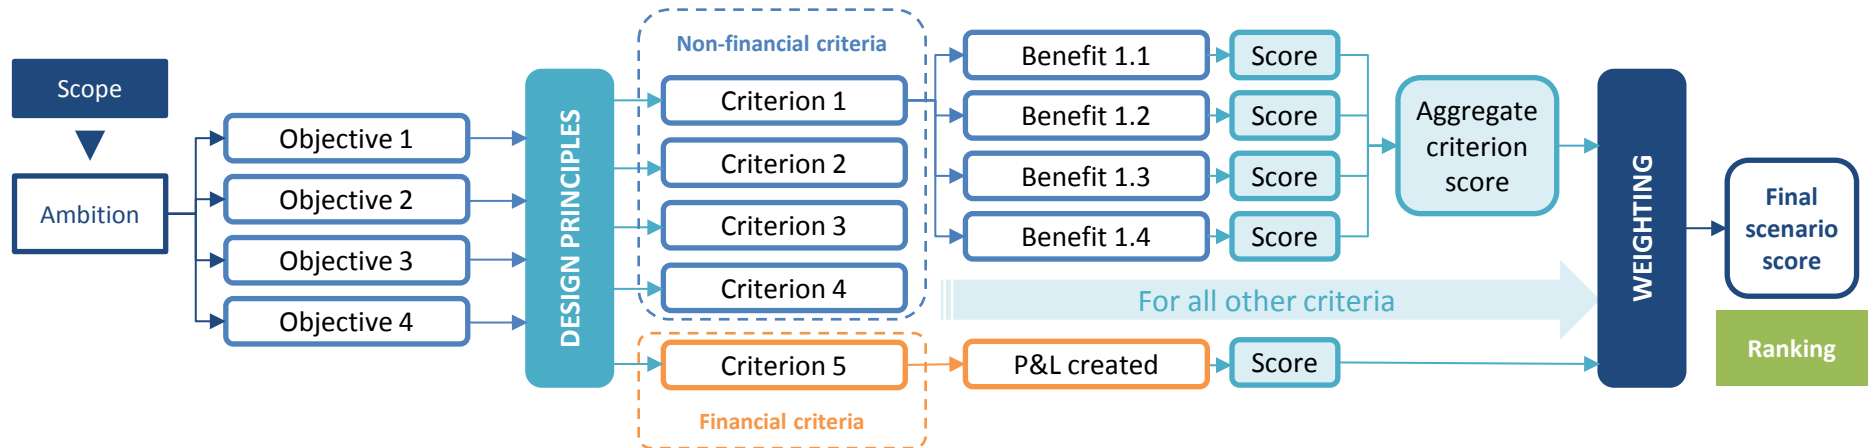 Scope
Ambition
Objective 1
Objective 2
Objective 3
Objective 4
DESIGN PRINCIPLES
Non-financial criteria
Criterion 1
Criterion 2
Criterion 3
Criterion 4
Criterion 5
Financial criteria
Benefit 1.1
Score
Benefit 1.2
Score
Benefit 1.3
Score
Benefit 1.4
Score
Aggregate
criterion
score
For all other criteria
P&L created
Score
WEIGHTING
Final
scenario
score
Ranking